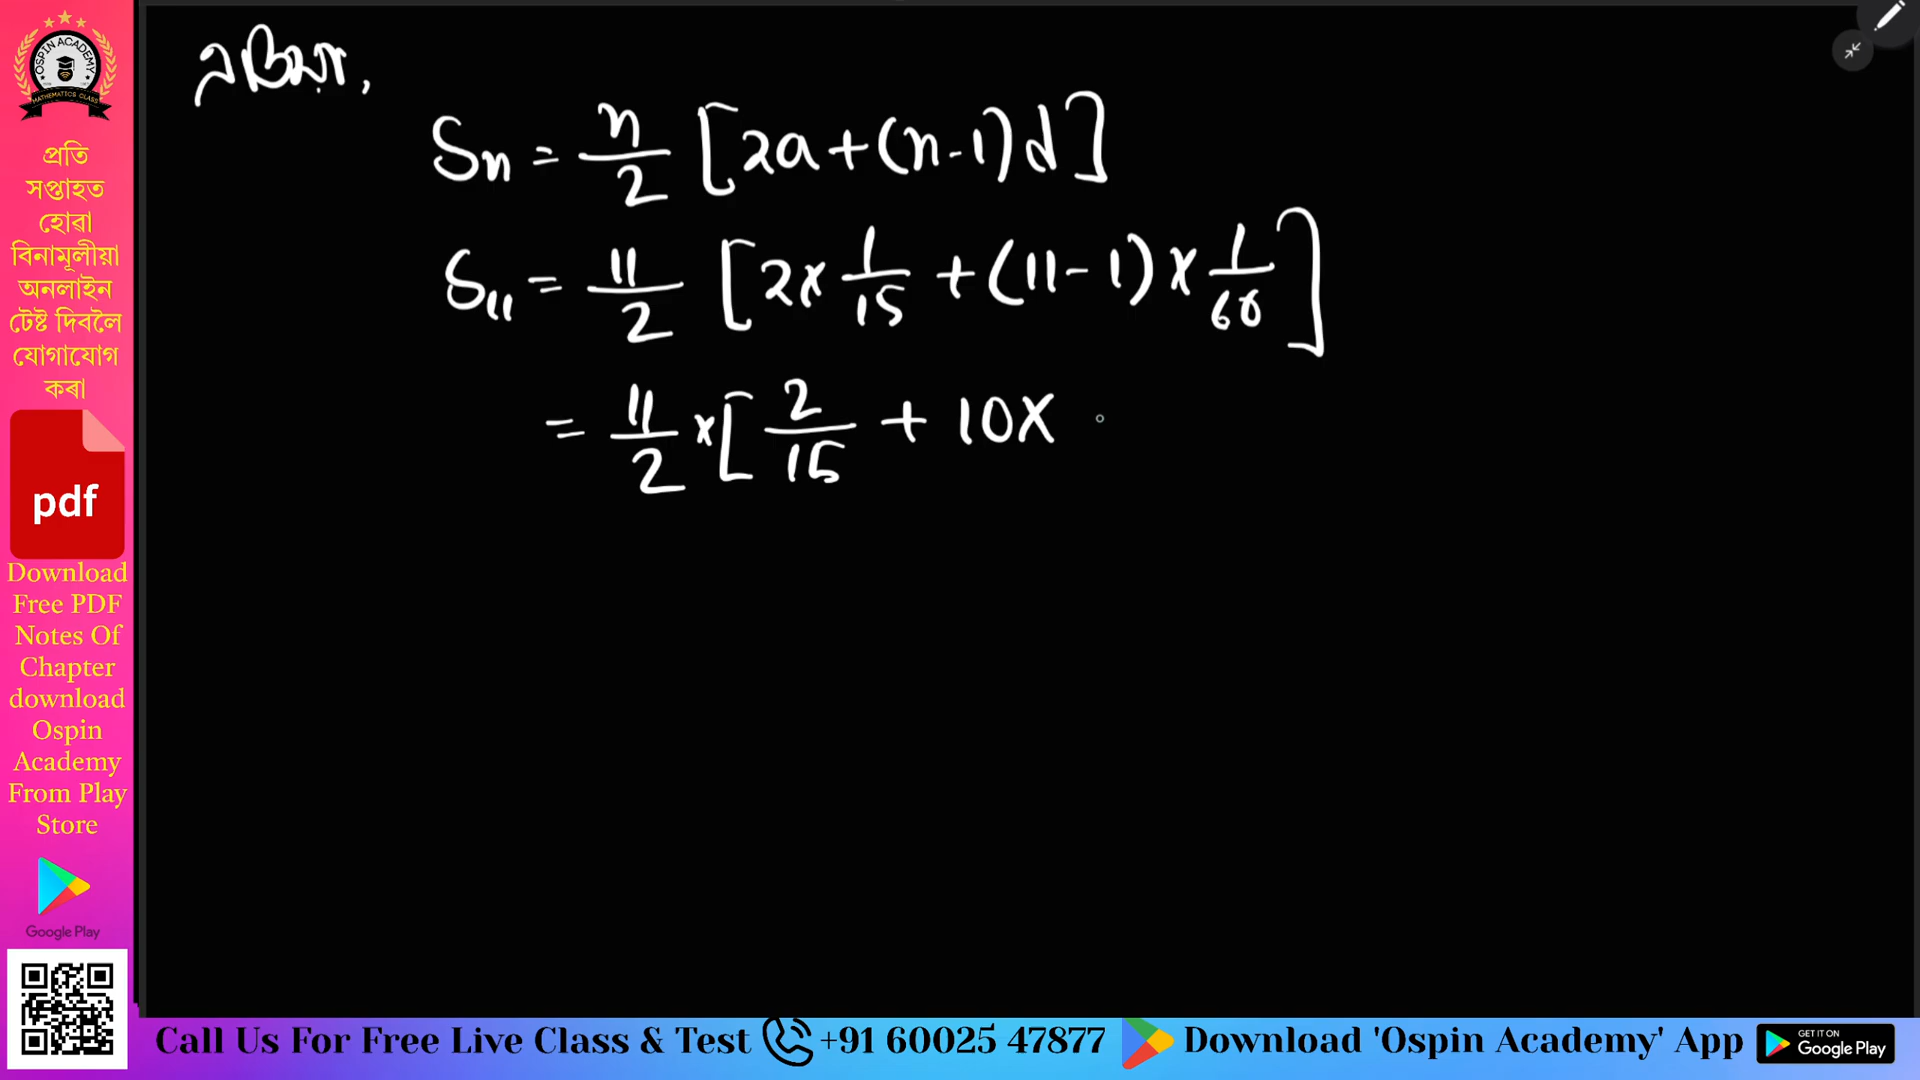 Sn = n/2 [2a+(n-1)d]
S11 = 11/2 [2x 1/15 + (11-1) x 1/60]
= 11/2 x [ 2/15 + 10x
OSPIN ACADEMY
MATHEMATICS CLASS
প্ৰতি
সপ্তাহত
হোৱা
বিনামূলীয়া
অনলাইন
টেষ্ট দিবলৈ
যোগাযোগ
কৰা
pdf
Download
Free PDF
Notes Of
Chapter
download
Ospin
Academy
From Play
Store
Google Play
Call Us For Free Live Class & Test +91 60025 47877 Download 'Ospin Academy' App
GET IT ON
Google Play